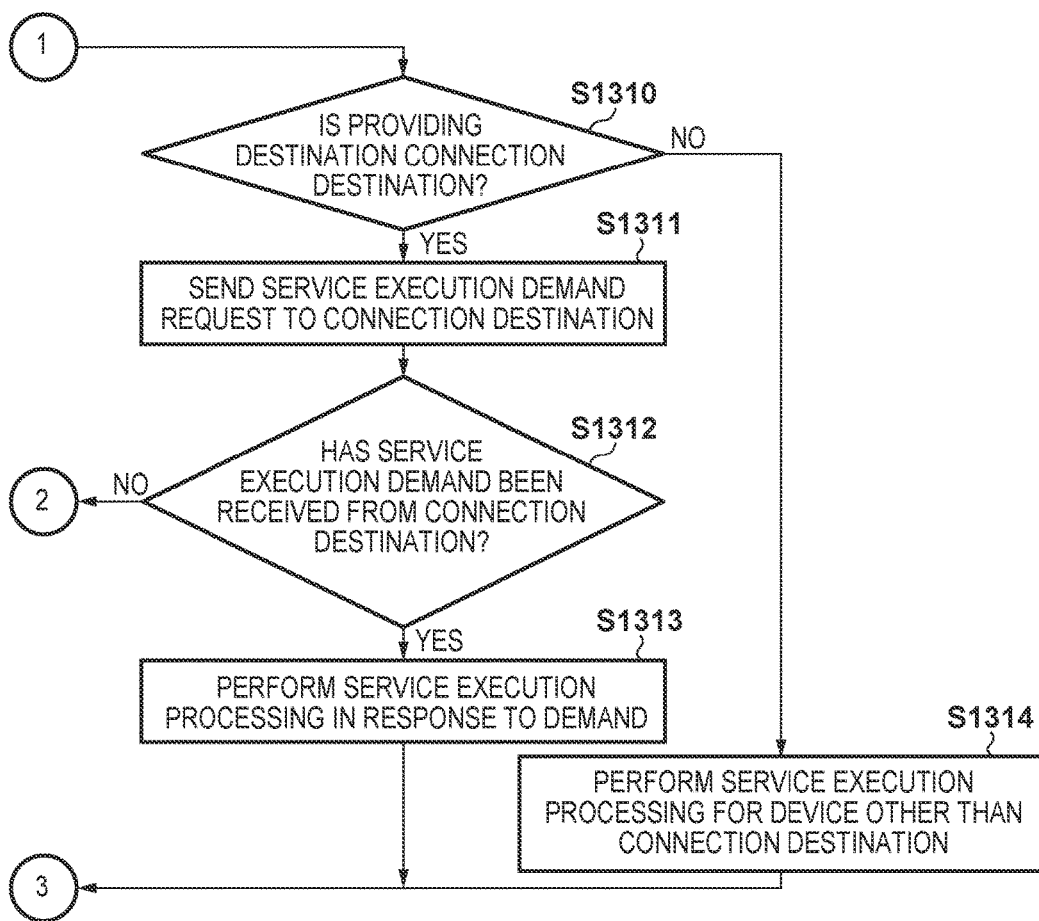 1
S1310
IS PROVIDING
DESTINATION CONNECTION
DESTINATION?
NO
YES
S1311
SEND SERVICE EXECUTION DEMAND
REQUEST TO CONNECTION DESTINATION
S1312
HAS SERVICE
EXECUTION DEMAND BEEN
RECEIVED FROM CONNECTION
DESTINATION?
NO
2
YES
S1313
PERFORM SERVICE EXECUTION
PROCESSING IN RESPONSE TO DEMAND
S1314
PERFORM SERVICE EXECUTION
PROCESSING FOR DEVICE OTHER THAN
CONNECTION DESTINATION
3